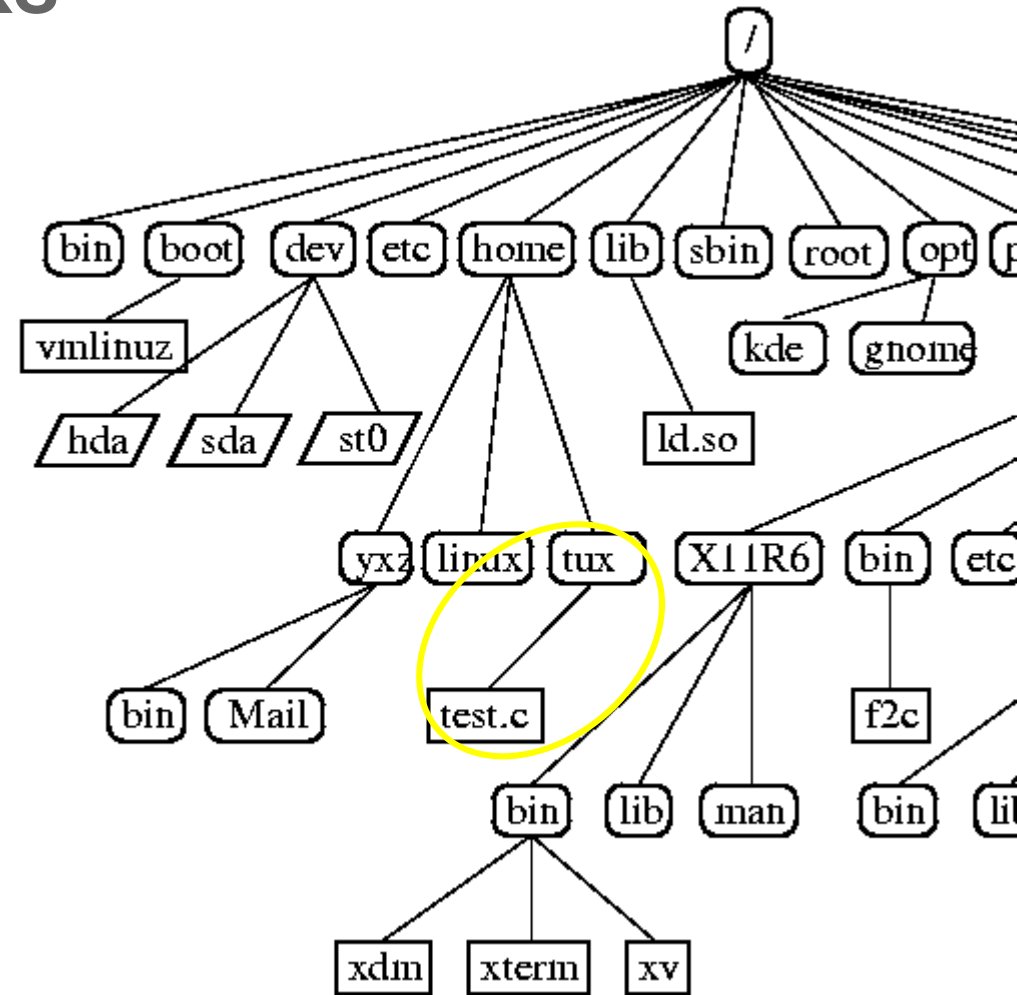 /
bin boot dev etc home lib sbin root opt
vmlinuz kde gnome
hda sda st0 ld.so
yxz linux tux X11R6 bin etc
bin Mail test.c f2c
bin lib man bin
xdm xterm xv